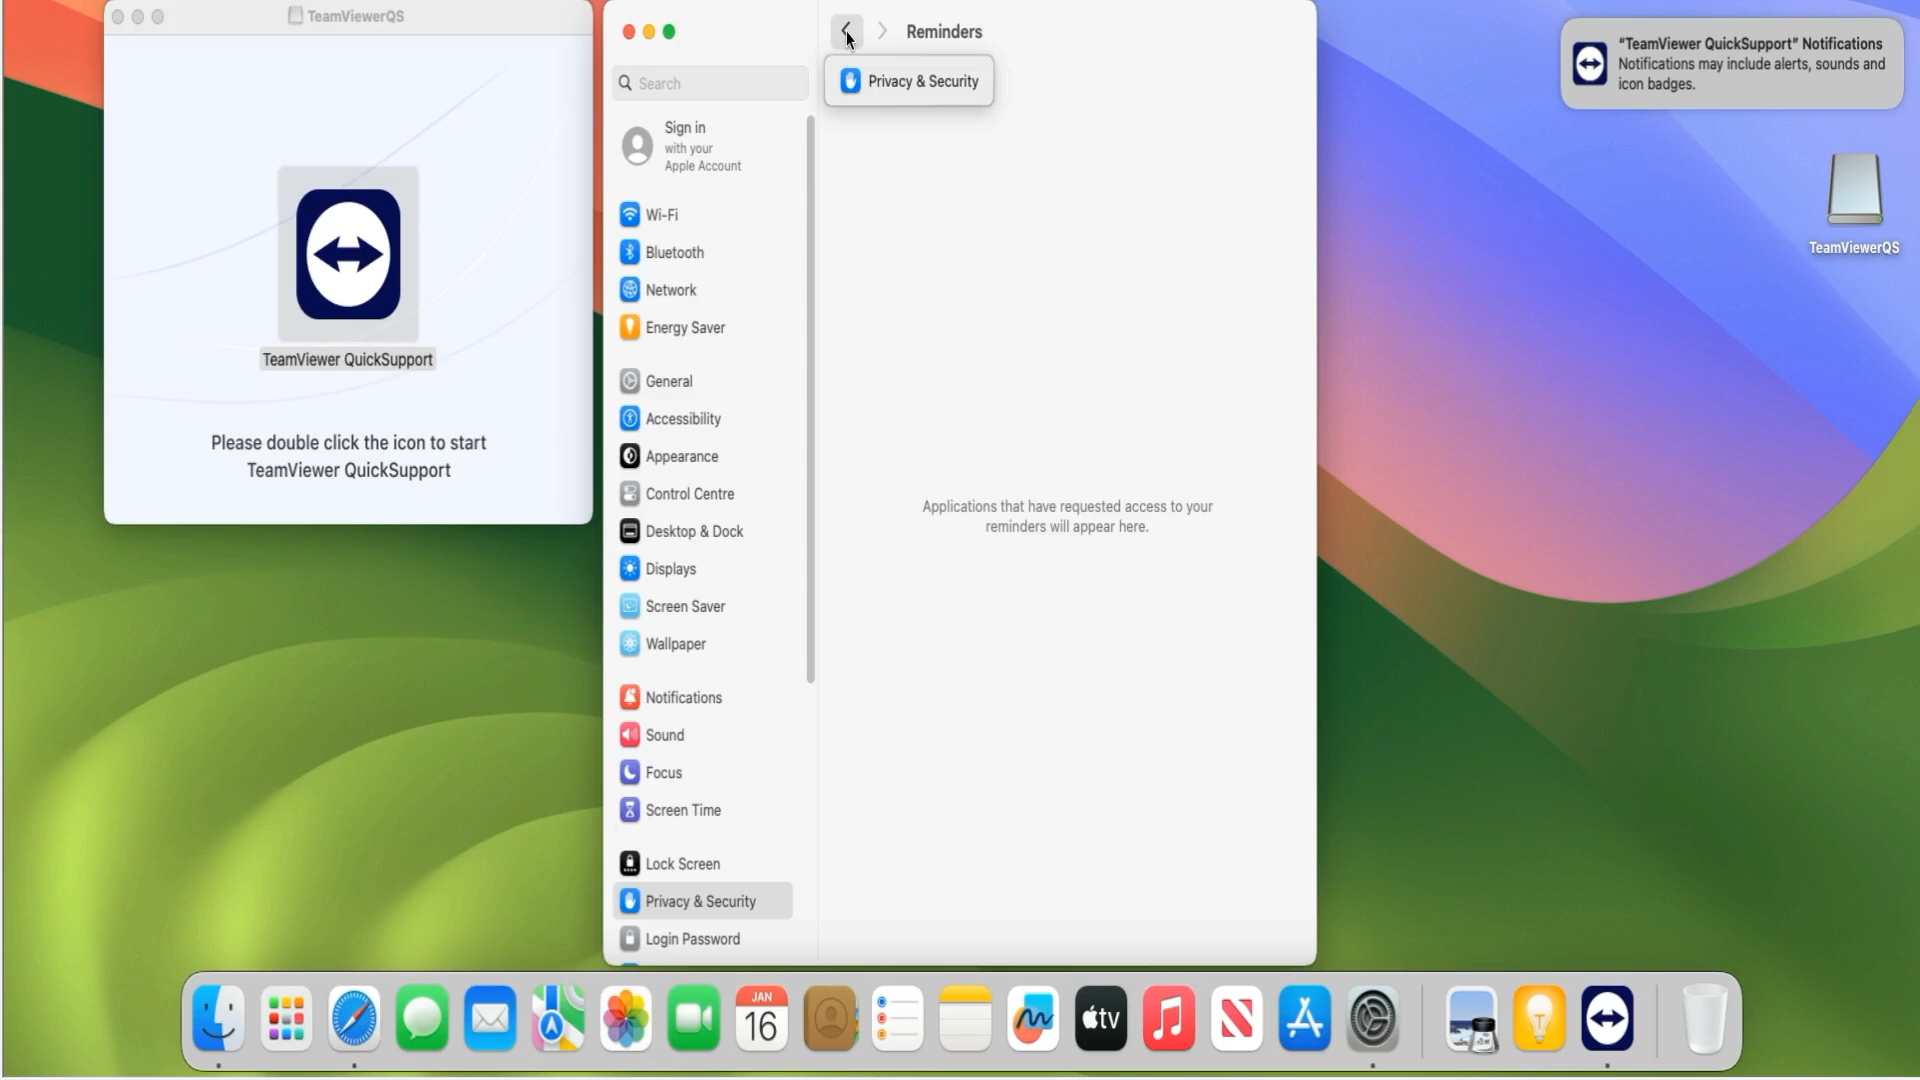 TeamViewerQS
TeamViewer QuickSupport
Please double click the icon to start
TeamViewer QuickSupport
Reminders
Privacy & Security
Search
Sign in
with your
Apple Account
Wi-Fi
Bluetooth
Network
Energy Saver
General
Accessibility
Appearance
Control Centre
Desktop & Dock
Displays
Screen Saver
Wallpaper
Notifications
Sound
Focus
Screen Time
Lock Screen
Privacy & Security
Login Password
Applications that have requested access to your
reminders will appear here.
“TeamViewer QuickSupport” Notifications
Notifications may include alerts, sounds and
icon badges.
TeamViewerQS
JAN
16
tv